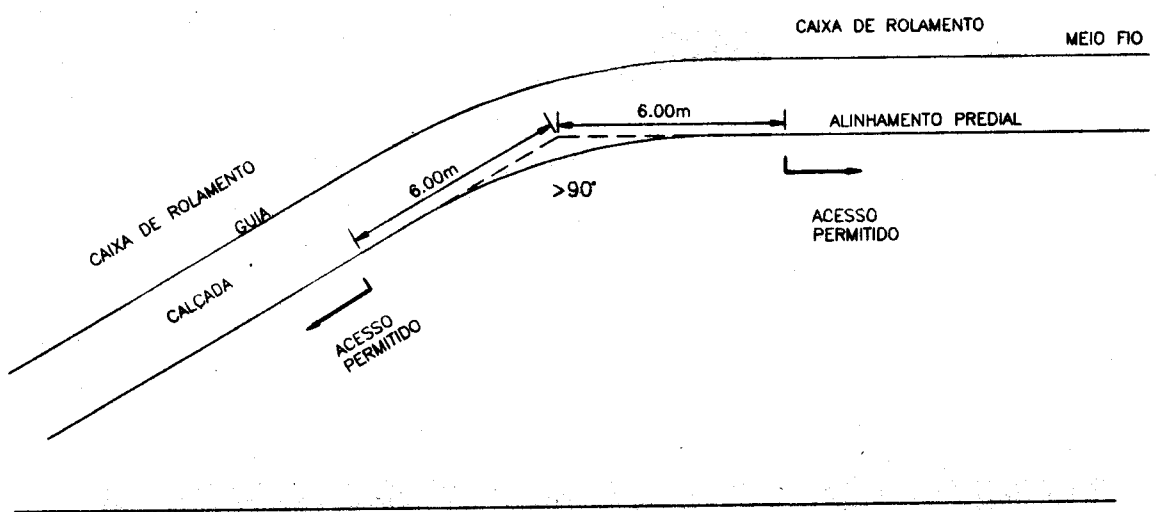 CAIXA DE ROLAMENTO
MEIO FIO
6.00m
ALINHAMENTO PREDIAL
6.00m
>90°
CAIXA DE ROLAMENTO
GUIA
ACESSO
PERMITIDO
CALÇADA
ACESSO
PERMITIDO